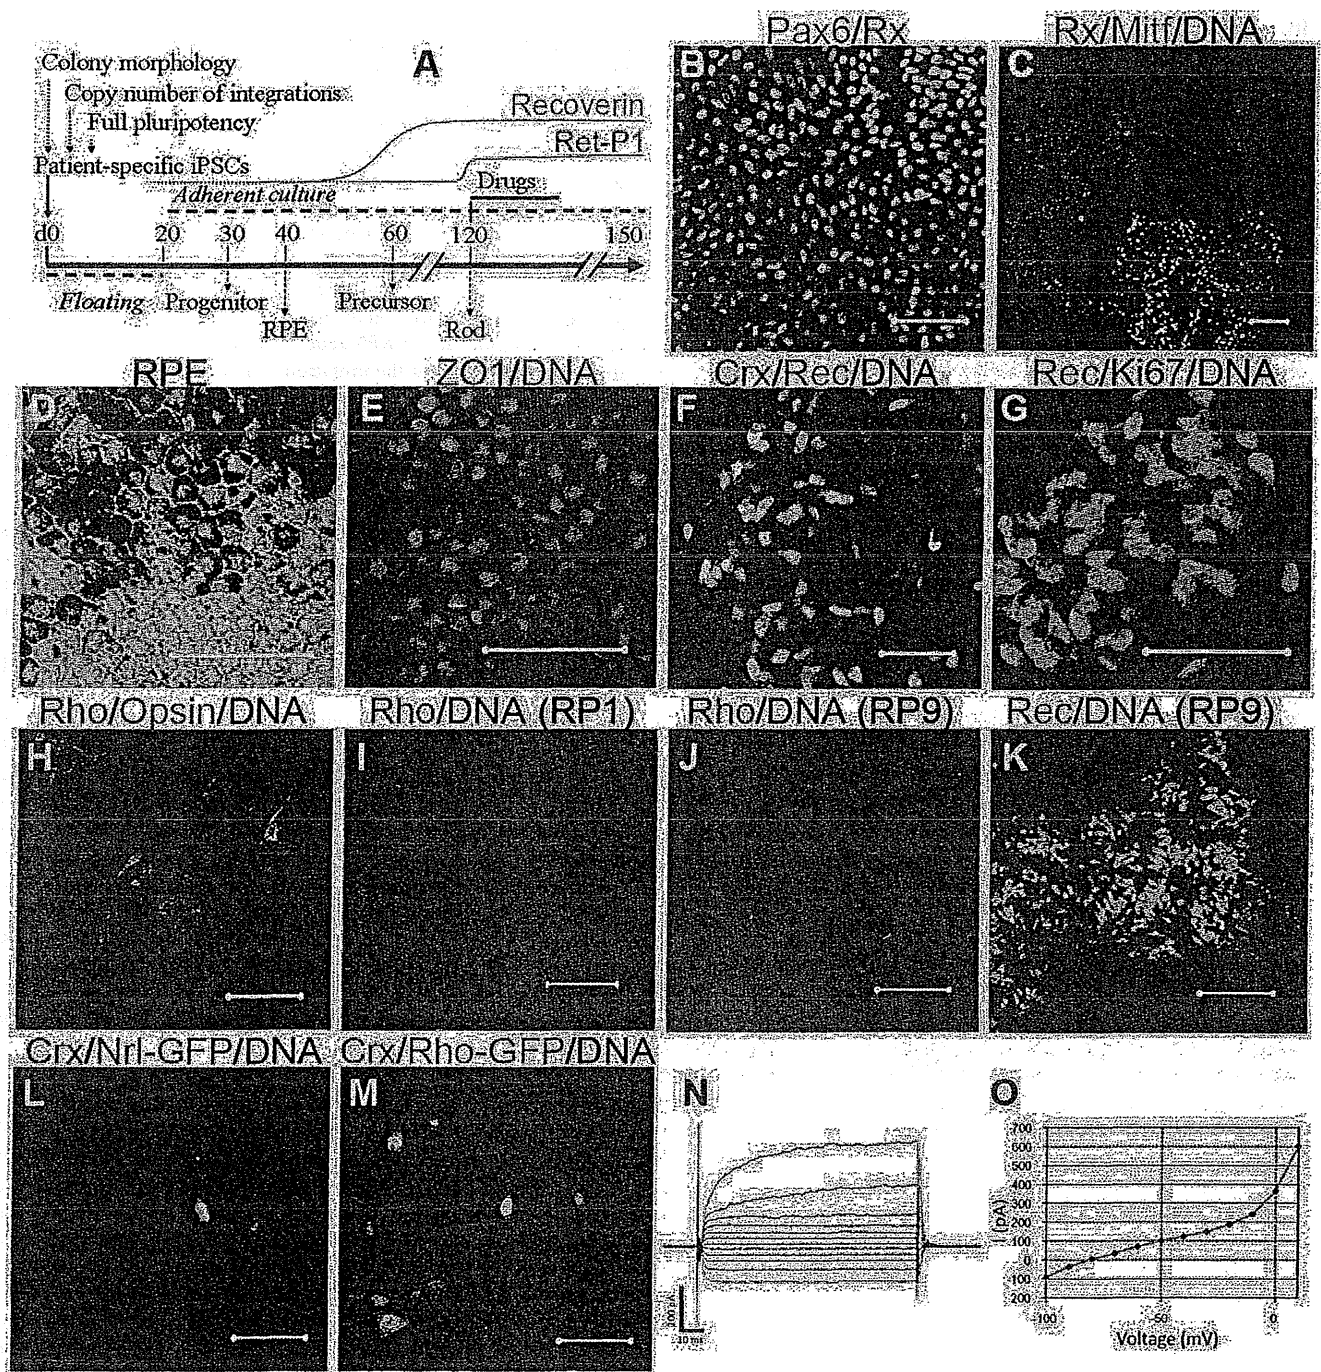 Pax6/Rx
Rx/Mitf/DNA
A
B
C
Colony morphology
Copy number of integrations
Full pluripotency
Patient-specific iPSCs
Recoverin
Ret-P1
Adherent culture
Drugs
d0 20 30 40 60 120 150
Floating Progenitor Precursor
RPE Rod
RPE
ZO1/DNA
Crx/Rec/DNA
Rec/Ki67/DNA
D
E
F
G
Rho/Opsin/DNA
Rho/DNA (RP1)
Rho/DNA (RP9)
Rec/DNA (RP9)
H
I
J
K
Crx/Nrl-GFP/DNA
Crx/Rho-GFP/DNA
L
M
N
O
10 ms
700
600
500
400
300
200
100
0
100
200
I(pA)
100 -50 0
Voltage (mV)